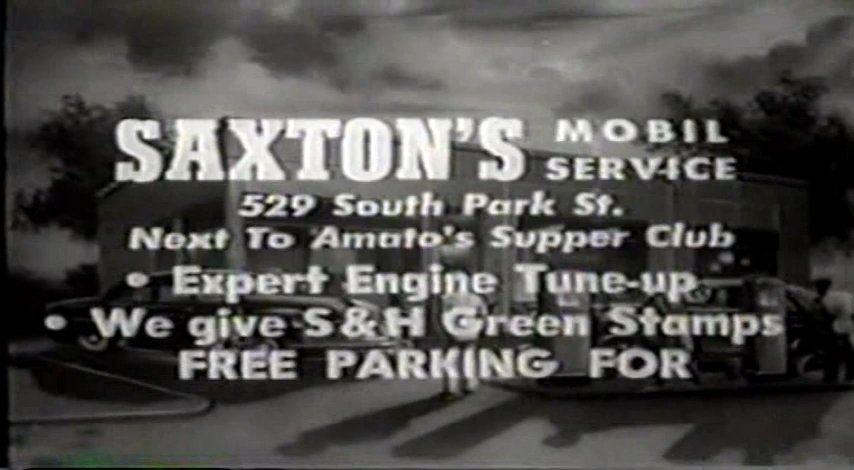 SAXTON'S MOBIL SERVICE
529 South Park St.
Next To Amato's Supper Club
• Expert Engine Tune-up
• We give S&H Green Stamps
FREE PARKING FOR